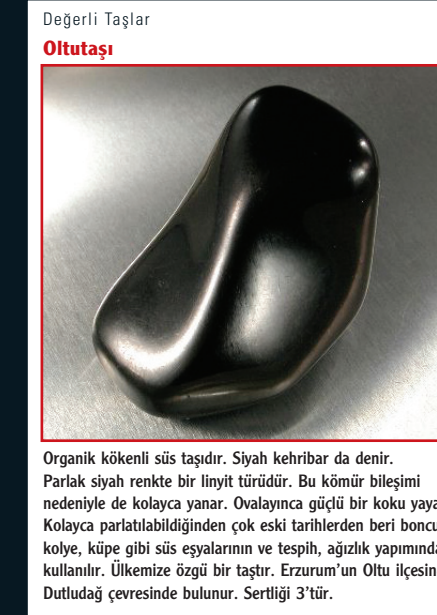 Değerli Taşlar
Oltutaşı
Organik kökenli süs taşıdır. Siyah kehribar da denir.
Parlak siyah renkte bir linyit türüdür. Bu kömür bileşimi
nedeniyle de kolayca yanar. Ovalayınca güçlü bir koku
Kolayca parlatılabildiğinden çok eski tarihlerden beri
kolye, küpe gibi süs eşyalarının ve tespih, ağızlık
kullanılır. Ülkemize özgü bir taştır. Erzurum'un Oltu
Dutludağ çevresinde bulunur. Sertliği 3'tür.